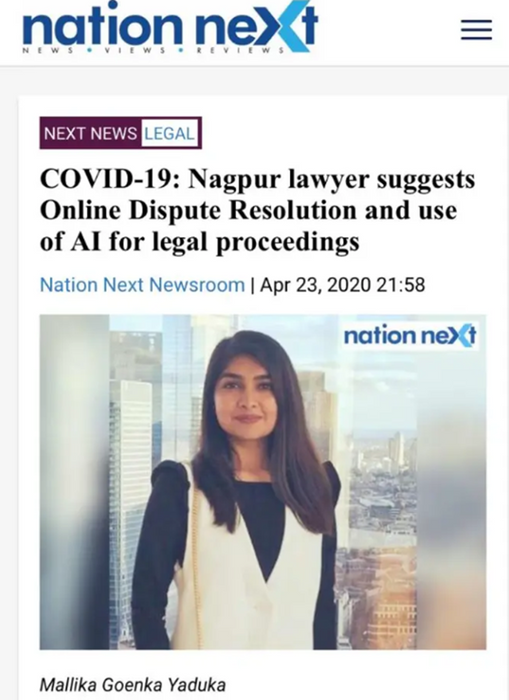 nation next
NEWS • VIEWS • REVIEWS
NEXT NEWS LEGAL
COVID-19: Nagpur lawyer suggests
Online Dispute Resolution and use
of AI for legal proceedings
Nation Next Newsroom | Apr 23, 2020 21:58
nation next
Mallika Goenka Yaduka